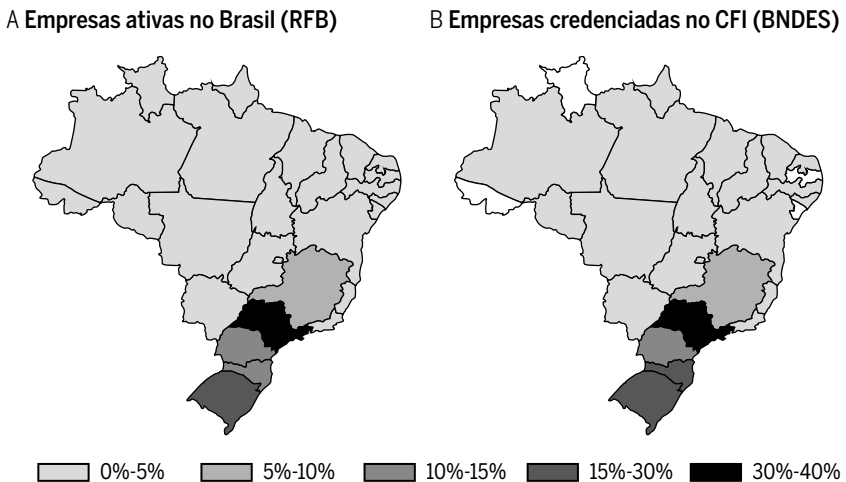 A Empresas ativas no Brasil (RFB)
B Empresas credenciadas no CFI (BNDES)
0%-5%
5%-10%
10%-15%
15%-30%
30%-40%